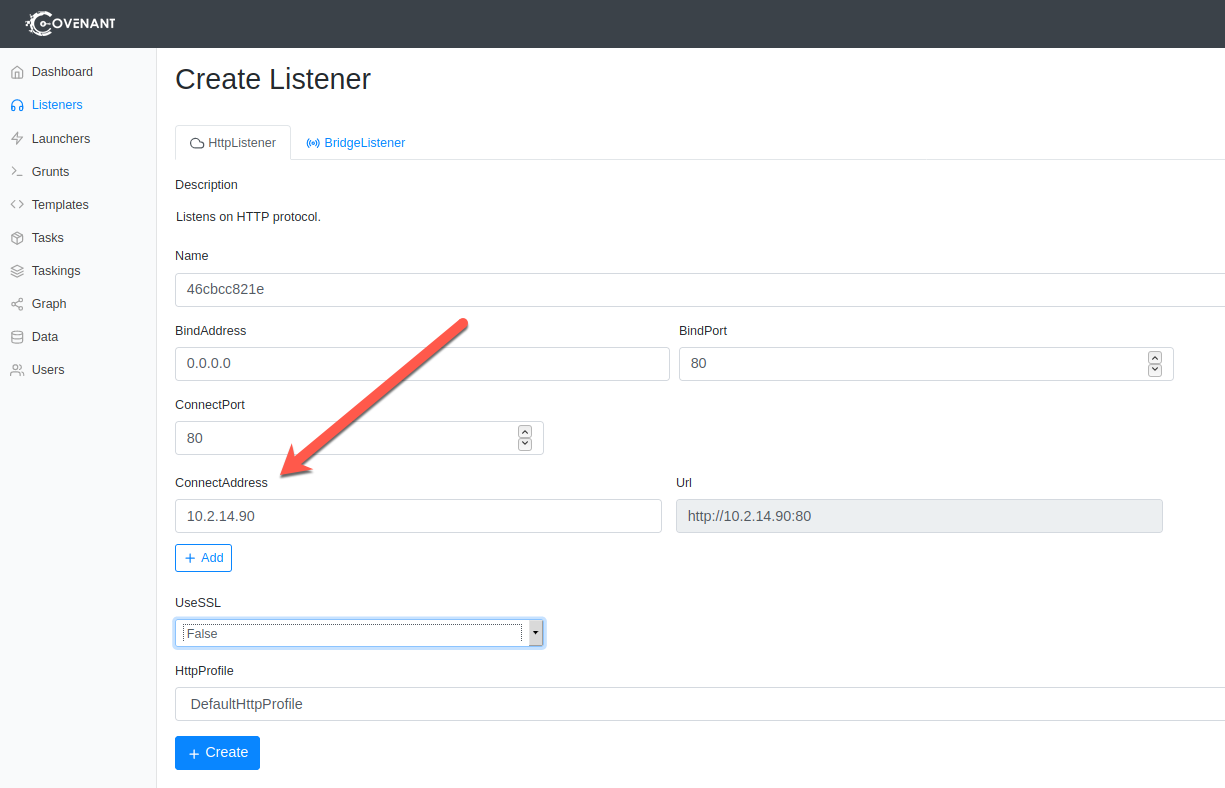 COVENANT
Dashboard
Listeners
Launchers
Grunts
Templates
Tasks
Taskings
Graph
Data
Users
Create Listener
HttpListener BridgeListener
Description
Listens on HTTP protocol.
Name
46cbcc821e
BindAddress BindPort
0.0.0.0 80
ConnectPort
80
ConnectAddress Url
10.2.14.90 http://10.2.14.90:80
+ Add
UseSSL
False
HttpProfile
DefaultHttpProfile
+ Create